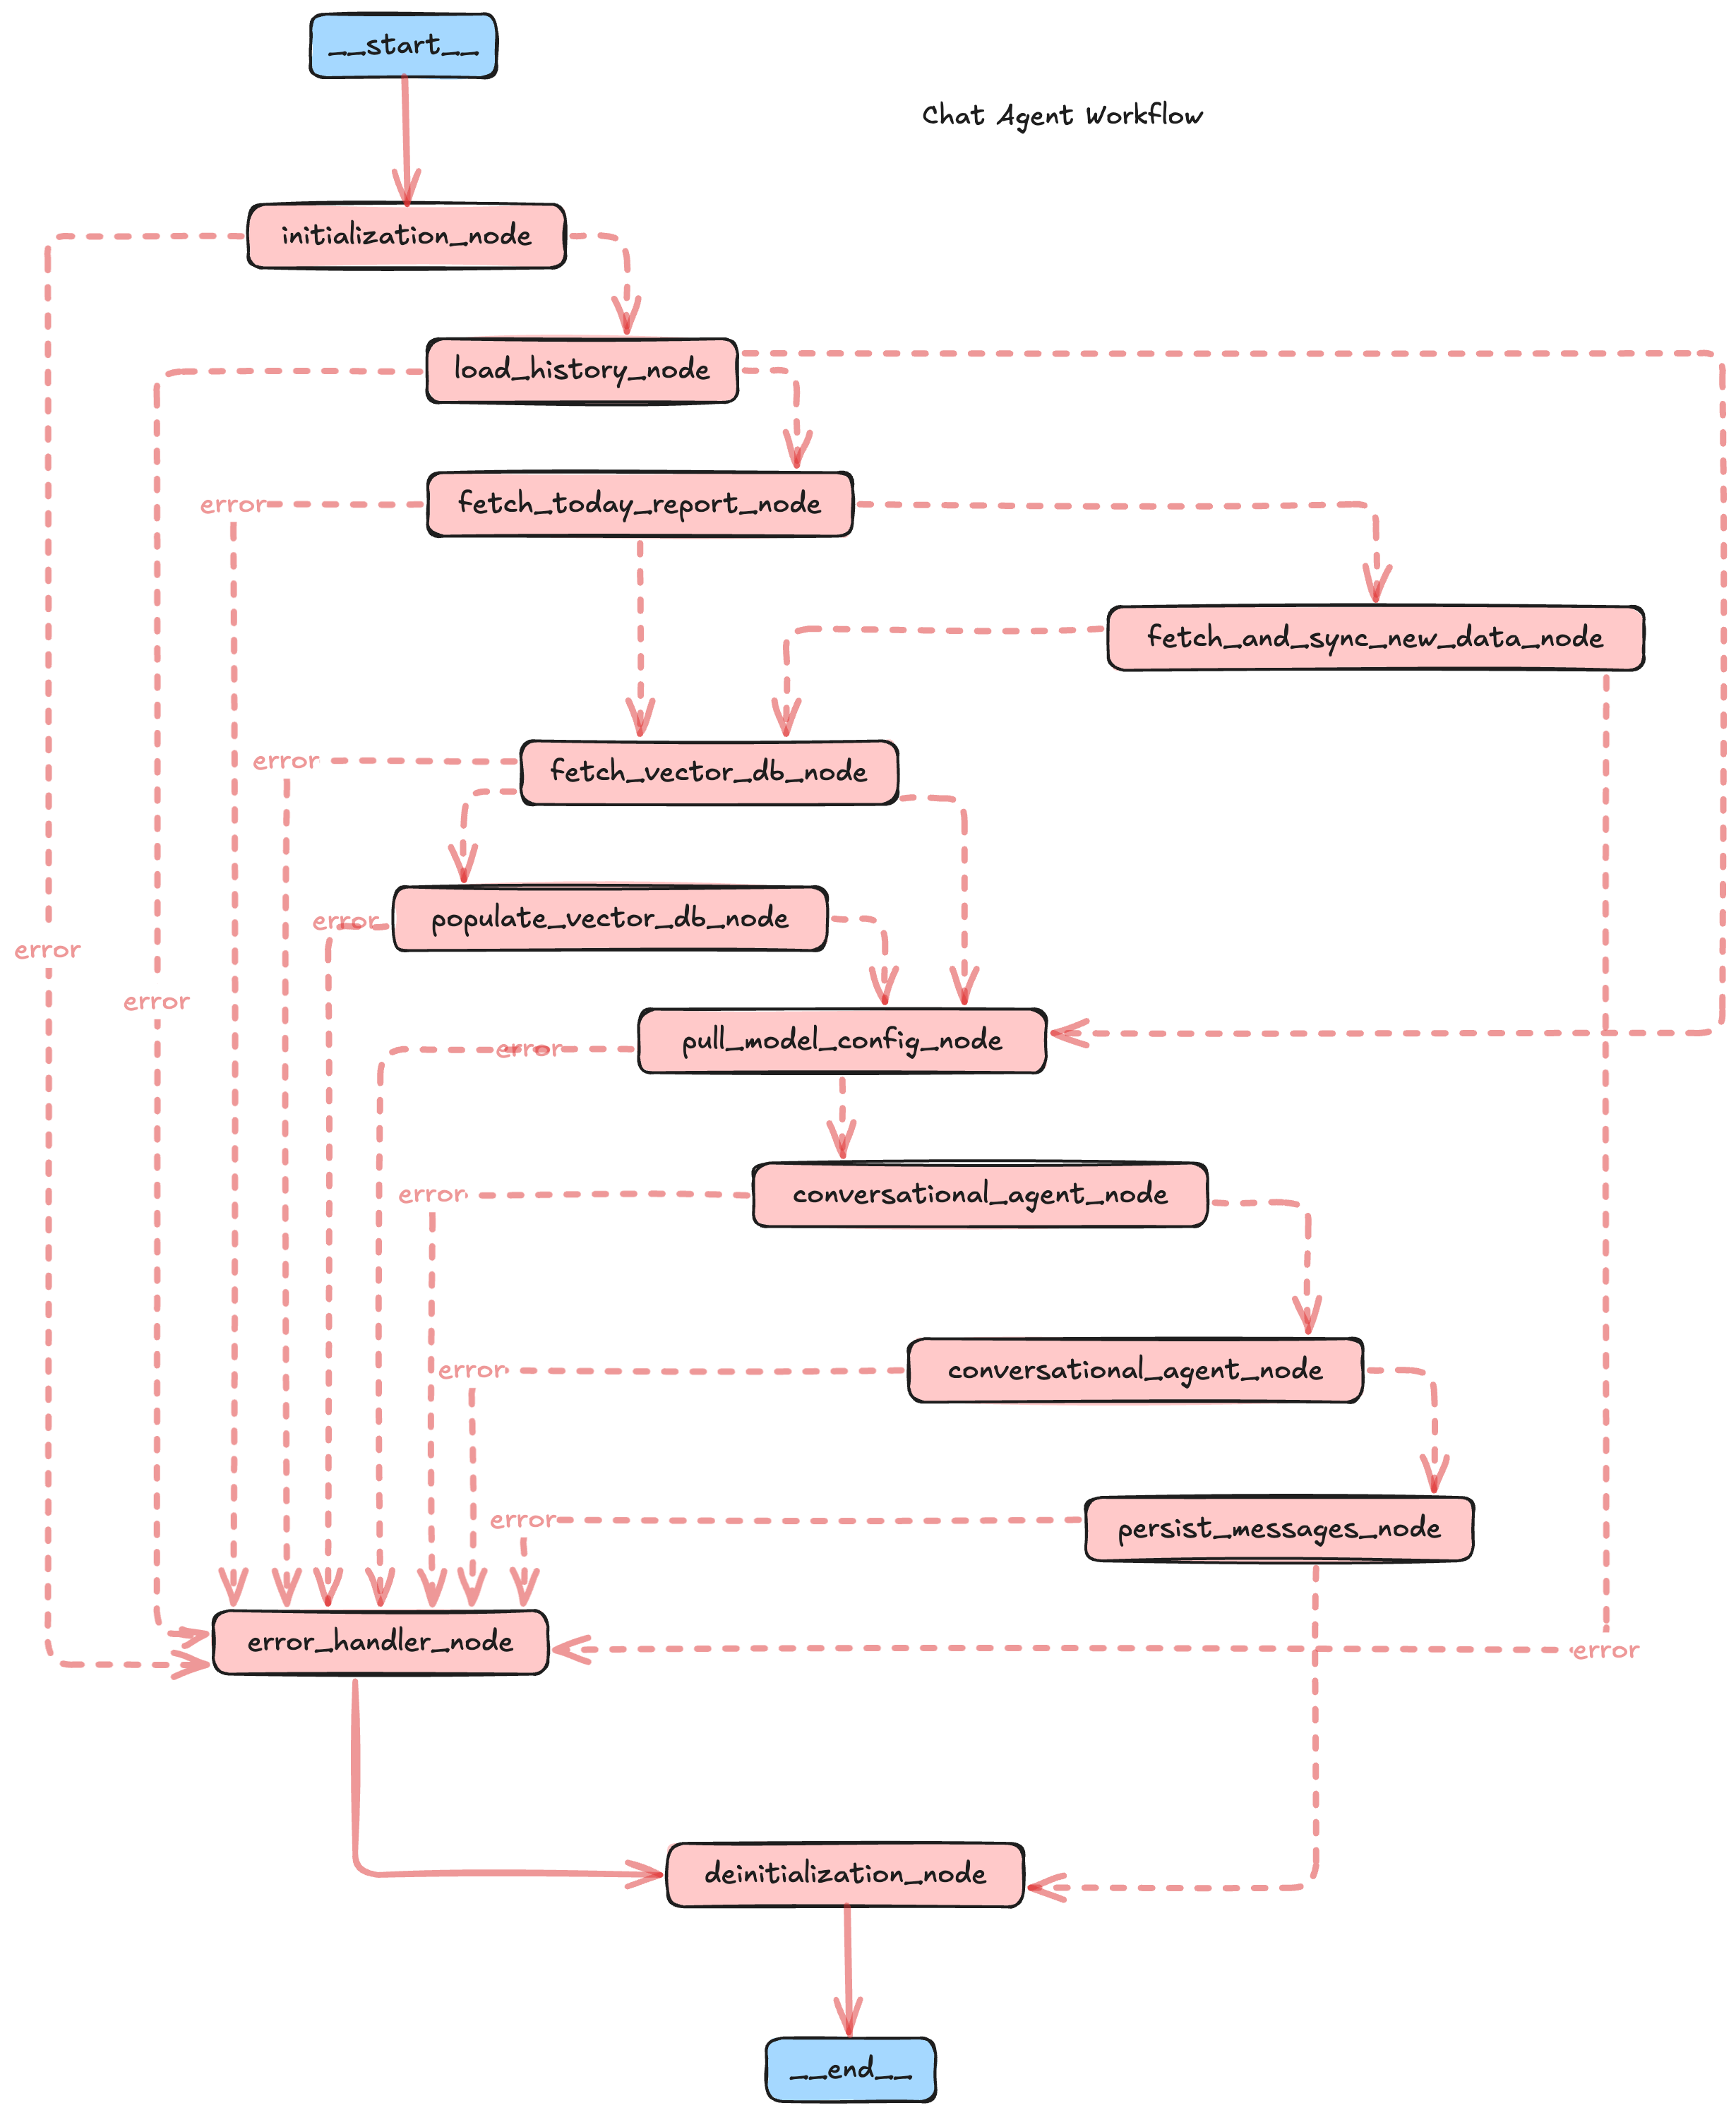 __start__
Chat Agent Workflow
initialization_node
load_history_node
error
fetch_today_report_node
fetch_and_sync_new_data_node
error
fetch_vector_db_node
error
populate_vector_db_node
error
error
error
pull_model_config_node
error
conversational_agent_node
error
conversational_agent_node
error
persist_messages_node
error_handler_node
error
deinitialization_node
__end__